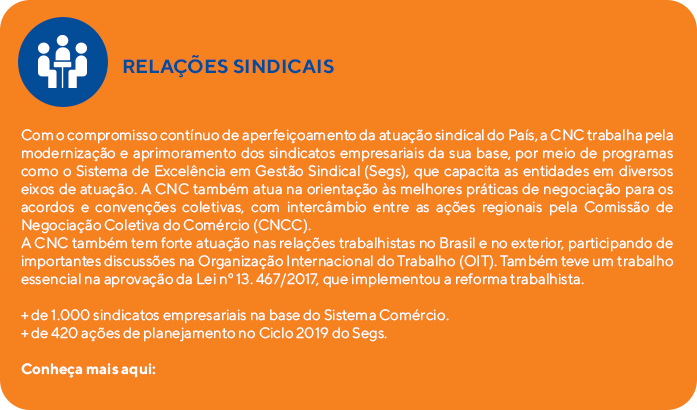 RELAÇÕES SINDICAIS
Com o compromisso contínuo de aperfeiçoamento da atuação sindical do País, a CNC trabalha pela
modernização e aprimoramento dos sindicatos empresariais da sua base, por meio de programas
como o Sistema de Excelência em Gestão Sindical (Segs), que capacita as entidades em diversos
eixos de atuação. A CNC também atua na orientação às melhores práticas de negociação para os
acordos e convenções coletivas, com intercâmbio entre as ações regionais pela Comissão de
Negociação Coletiva do Comércio (CNCC).
A CNC também tem forte atuação nas relações trabalhistas no Brasil e no exterior, participando de
importantes discussões na Organização Internacional do Trabalho (OIT). Também teve um trabalho
essencial na aprovação da Lei nº 13. 467/2017, que implementou a reforma trabalhista.
+ de 1.000 sindicatos empresariais na base do Sistema Comércio.
+ de 420 ações de planejamento no Ciclo 2019 do Segs.
Conheça mais aqui: